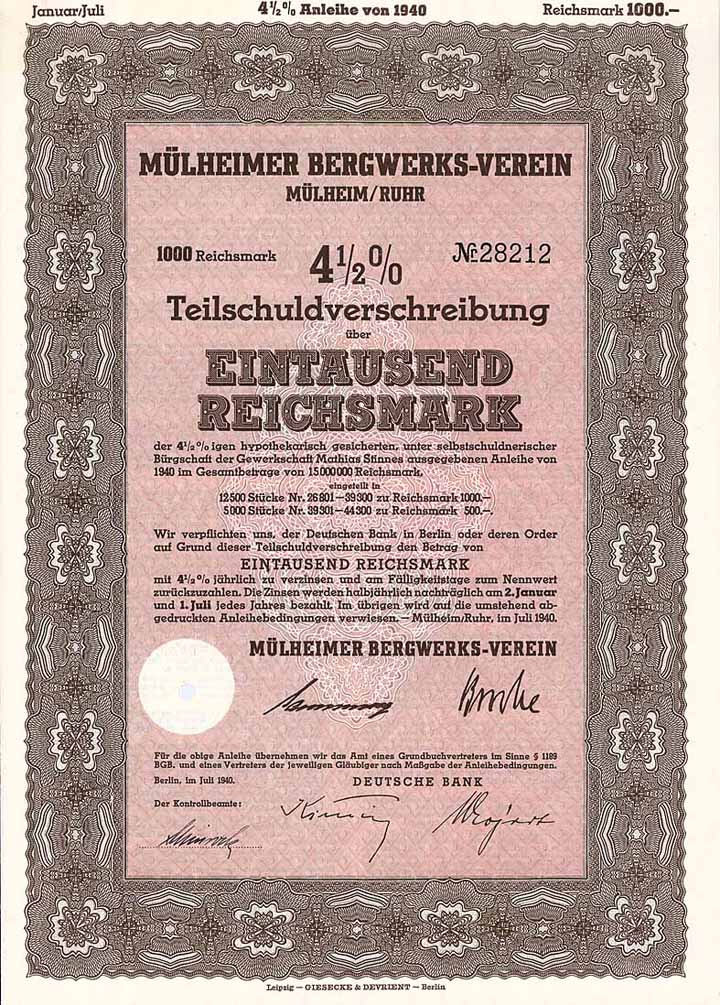 Januar/Juli 4½% Anleihe von 1940 Reichsmark 1000.–
MÜLHEIMER BERGWERKS-VEREIN
MÜLHEIM/RUHR
1000 Reichsmark 4½% № 28212
Teilschuldverschreibung
über
EINTAUSEND
REICHSMARK
der 4½%igen hypothekarisch gesicherten, unter selbstschuldnerischer
Bürgschaft der Gewerkschaft Mathias Stinnes ausgegebenen Anleihe von
1940 im Gesamtbetrage von 15000000 Reichsmark,
eingeteilt in
12500 Stücke Nr. 26801–39300 zu Reichsmark 1000.–
5000 Stücke Nr. 39301–44300 zu Reichsmark 500.–.
Wir verpflichten uns, der Deutschen Bank in Berlin oder deren Order
auf Grund dieser Teilschuldverschreibung den Betrag von
EINTAUSEND REICHSMARK
mit 4½% jährlich zu verzinsen und am Fälligkeitstage zum Nennwert
zurückzuzahlen. Die Zinsen werden halbjährlich nachträglich am 2. Januar
und 1. Juli jedes Jahres bezahlt. Im übrigen wird auf die umstehend ab-
gedruckten Anleihebedingungen verwiesen. — Mülheim/Ruhr, im Juli 1940.
MÜLHEIMER BERGWERKS-VEREIN
Für die obige Anleihe übernehmen wir das Amt eines Grundbuchvertreters im Sinne § 1189
BGB. und eines Vertreters der jeweiligen Gläubiger nach Maßgabe der Anleihebedingungen.
Berlin, im Juli 1940. DEUTSCHE BANK
Der Kontrollbeamte:
Leipzig — GIESECKE & DEVRIENT — Berlin